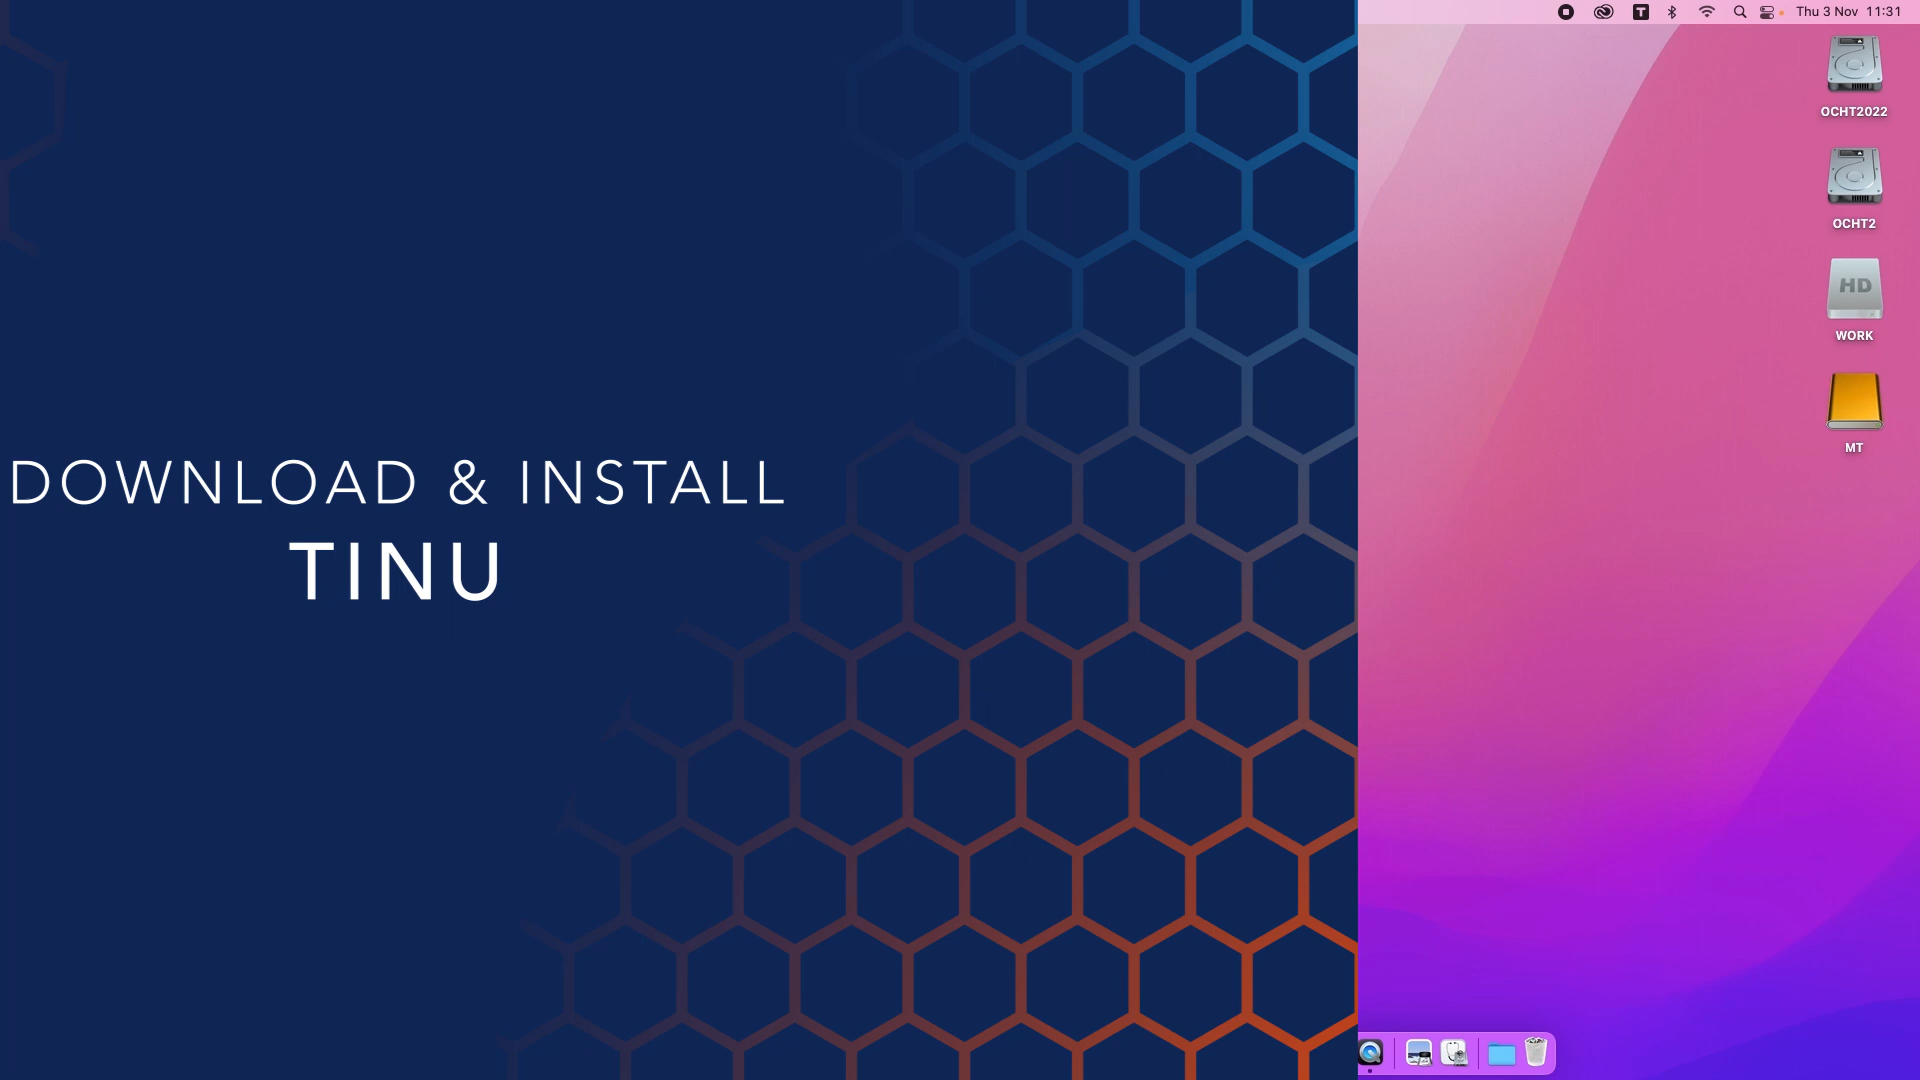 DOWNLOAD & INSTALL
TINU
T
Thu 3 Nov 11:31
OCHT2022
OCHT2
HD
WORK
MT